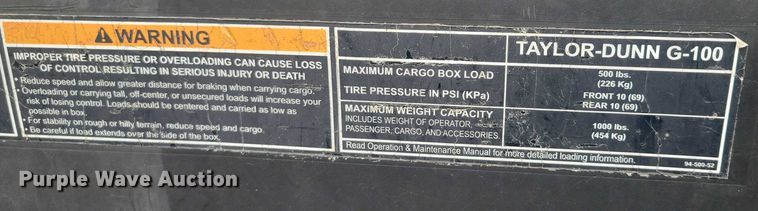 WARNING
IMPROPER TIRE PRESSURE OR OVERLOADING CAN CAUSE LOSS
OF CONTROL RESULTING IN SERIOUS INJURY OR DEATH
• Reduce speed and allow greater distance for braking when carrying cargo.
• Overloading or carrying tall, off-center, or unsecured loads will increase your
risk of losing control. Loads should be centered and carried as low as
possible in box.
• For stability on rough or hilly terrain, reduce speed and cargo.
• Be careful if load extends over the side of the box.
TAYLOR-DUNN G-100
MAXIMUM CARGO BOX LOAD 500 lbs.
(226 Kg)
TIRE PRESSURE IN PSI (KPa) FRONT 10 (69)
REAR 10 (69)
MAXIMUM WEIGHT CAPACITY
INCLUDES WEIGHT OF OPERATOR,
PASSENGER, CARGO, AND ACCESSORIES.
1000 lbs.
(454 Kg)
Read Operation & Maintenance Manual for more detailed loading information.
94-500-52
Purple Wave Auction